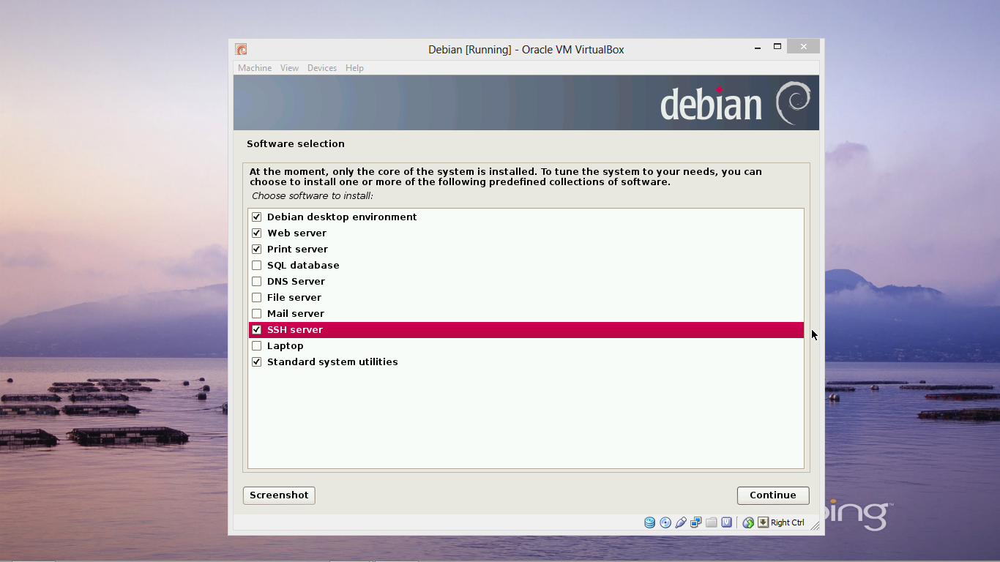 Debian [Running] - Oracle VM VirtualBox
Machine View Devices Help
debian
Software selection
At the moment, only the core of the system is installed. To tune the system to your needs, you can
choose to install one or more of the following predefined collections of software.
Choose software to install:
Debian desktop environment
Web server
Print server
SQL database
DNS Server
File server
Mail server
SSH server
Laptop
Standard system utilities
Screenshot
Continue
bing™
Right Ctrl